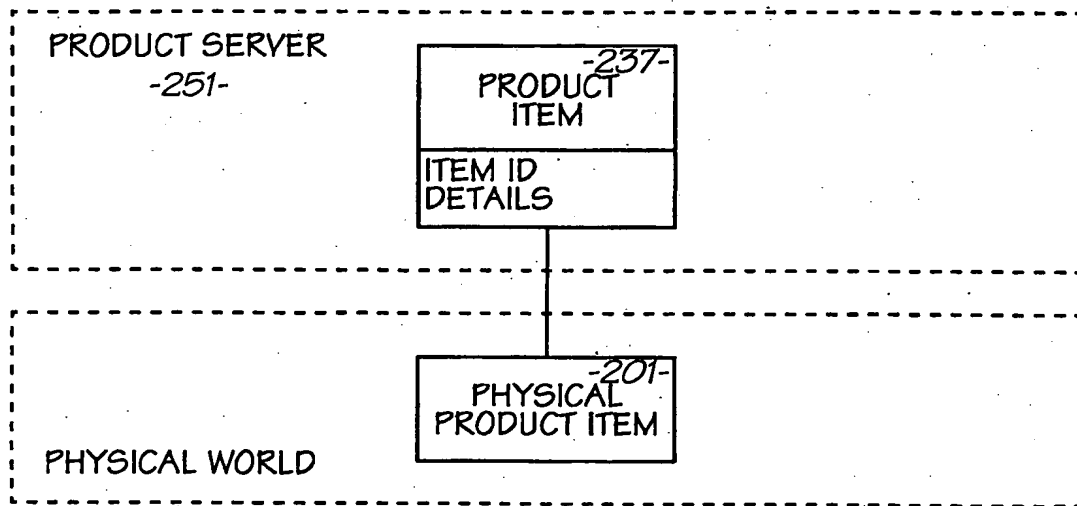 PRODUCT SERVER
-251-
-237-
PRODUCT
ITEM
ITEM ID
DETAILS
-201-
PHYSICAL
PRODUCT ITEM
PHYSICAL WORLD